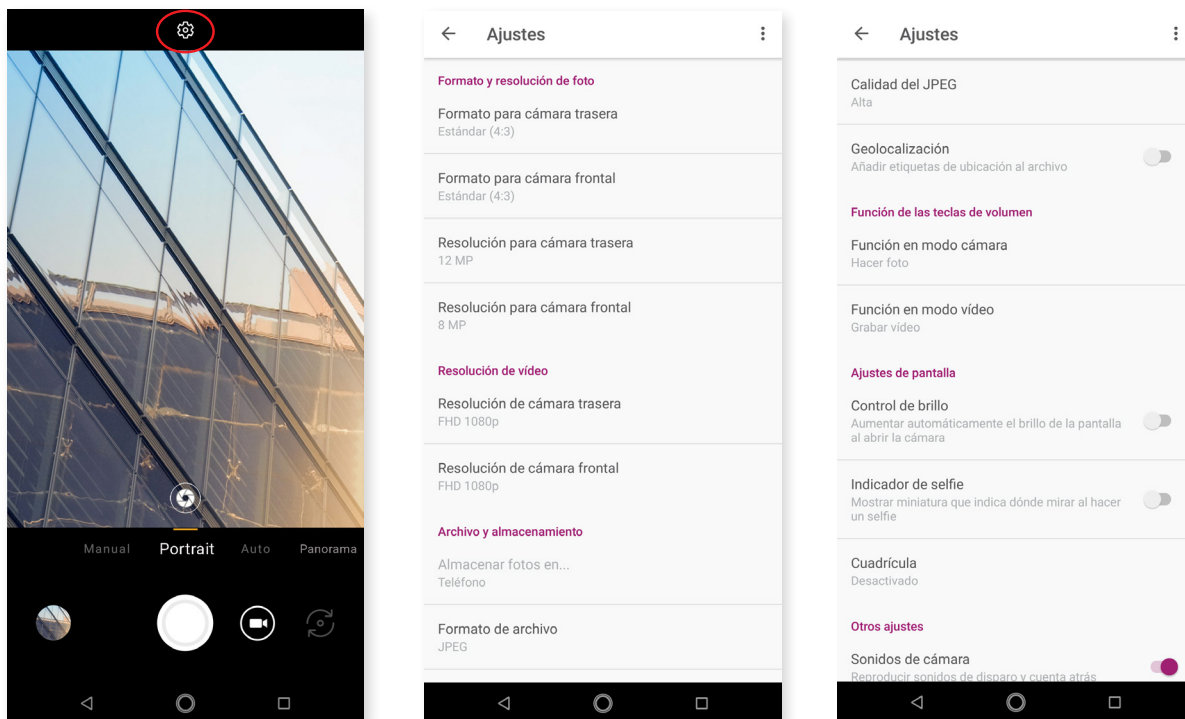 Manual Portrait Auto Panorama
Ajustes
Formato y resolución de foto
Formato para cámara trasera
Estándar (4:3)
Formato para cámara frontal
Estándar (4:3)
Resolución para cámara trasera
12 MP
Resolución para cámara frontal
8 MP
Resolución de vídeo
Resolución de cámara trasera
FHD 1080p
Resolución de cámara frontal
FHD 1080p
Archivo y almacenamiento
Almacenar fotos en...
Teléfono
Formato de archivo
JPEG
Ajustes
Calidad del JPEG
Alta
Geolocalización
Añadir etiquetas de ubicación al archivo
Función de las teclas de volumen
Función en modo cámara
Hacer foto
Función en modo vídeo
Grabar vídeo
Ajustes de pantalla
Control de brillo
Aumentar automáticamente el brillo de la pantalla
al abrir la cámara
Indicador de selfie
Mostrar miniatura que indica dónde mirar al hacer
un selfie
Cuadrícula
Desactivado
Otros ajustes
Sonidos de cámara
Reproducir sonidos de disparo y cuenta atrás